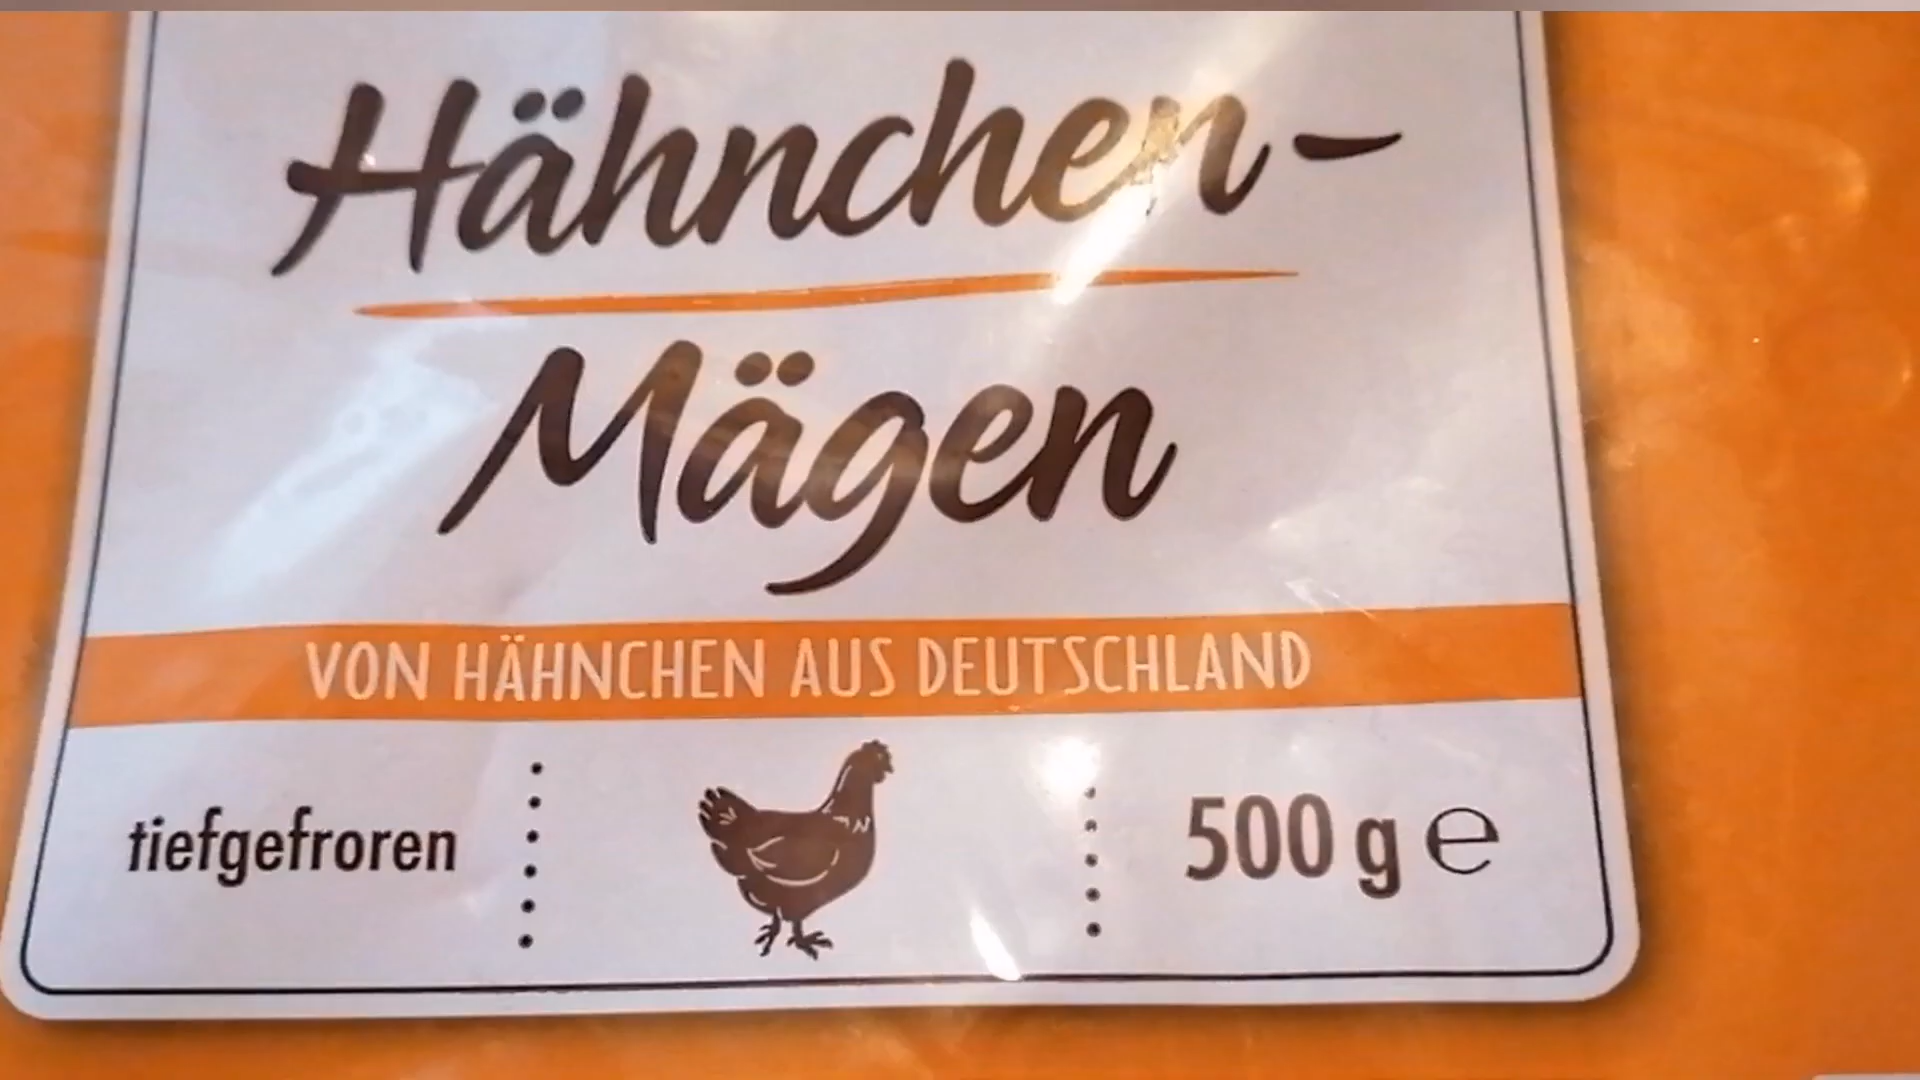 Hähnchen-
Mägen
VON HÄHNCHEN AUS DEUTSCHLAND
tiefgefroren
500 g ℮